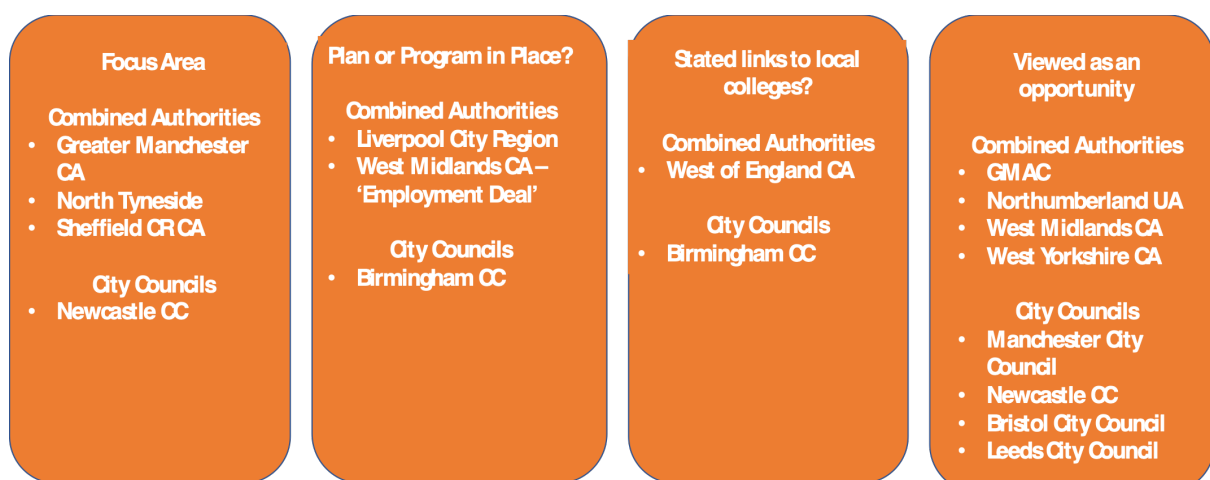 Focus Area
Combined Authorities
• Greater Manchester
CA
• North Tyneside
• Sheffield CR CA
City Councils
• Newcastle CC
Plan or Program in Place?
Combined Authorities
• Liverpool City Region
• West Midlands CA –
‘Employment Deal’
City Councils
• Birmingham CC
Stated links to local
colleges?
Combined Authorities
• West of England CA
City Councils
• Birmingham CC
Viewed as an
opportunity
Combined Authorities
• GMAC
• Northumberland UA
• West Midlands CA
• West Yorkshire CA
City Councils
• Manchester City
Council
• Newcastle CC
• Bristol City Council
• Leeds City Council